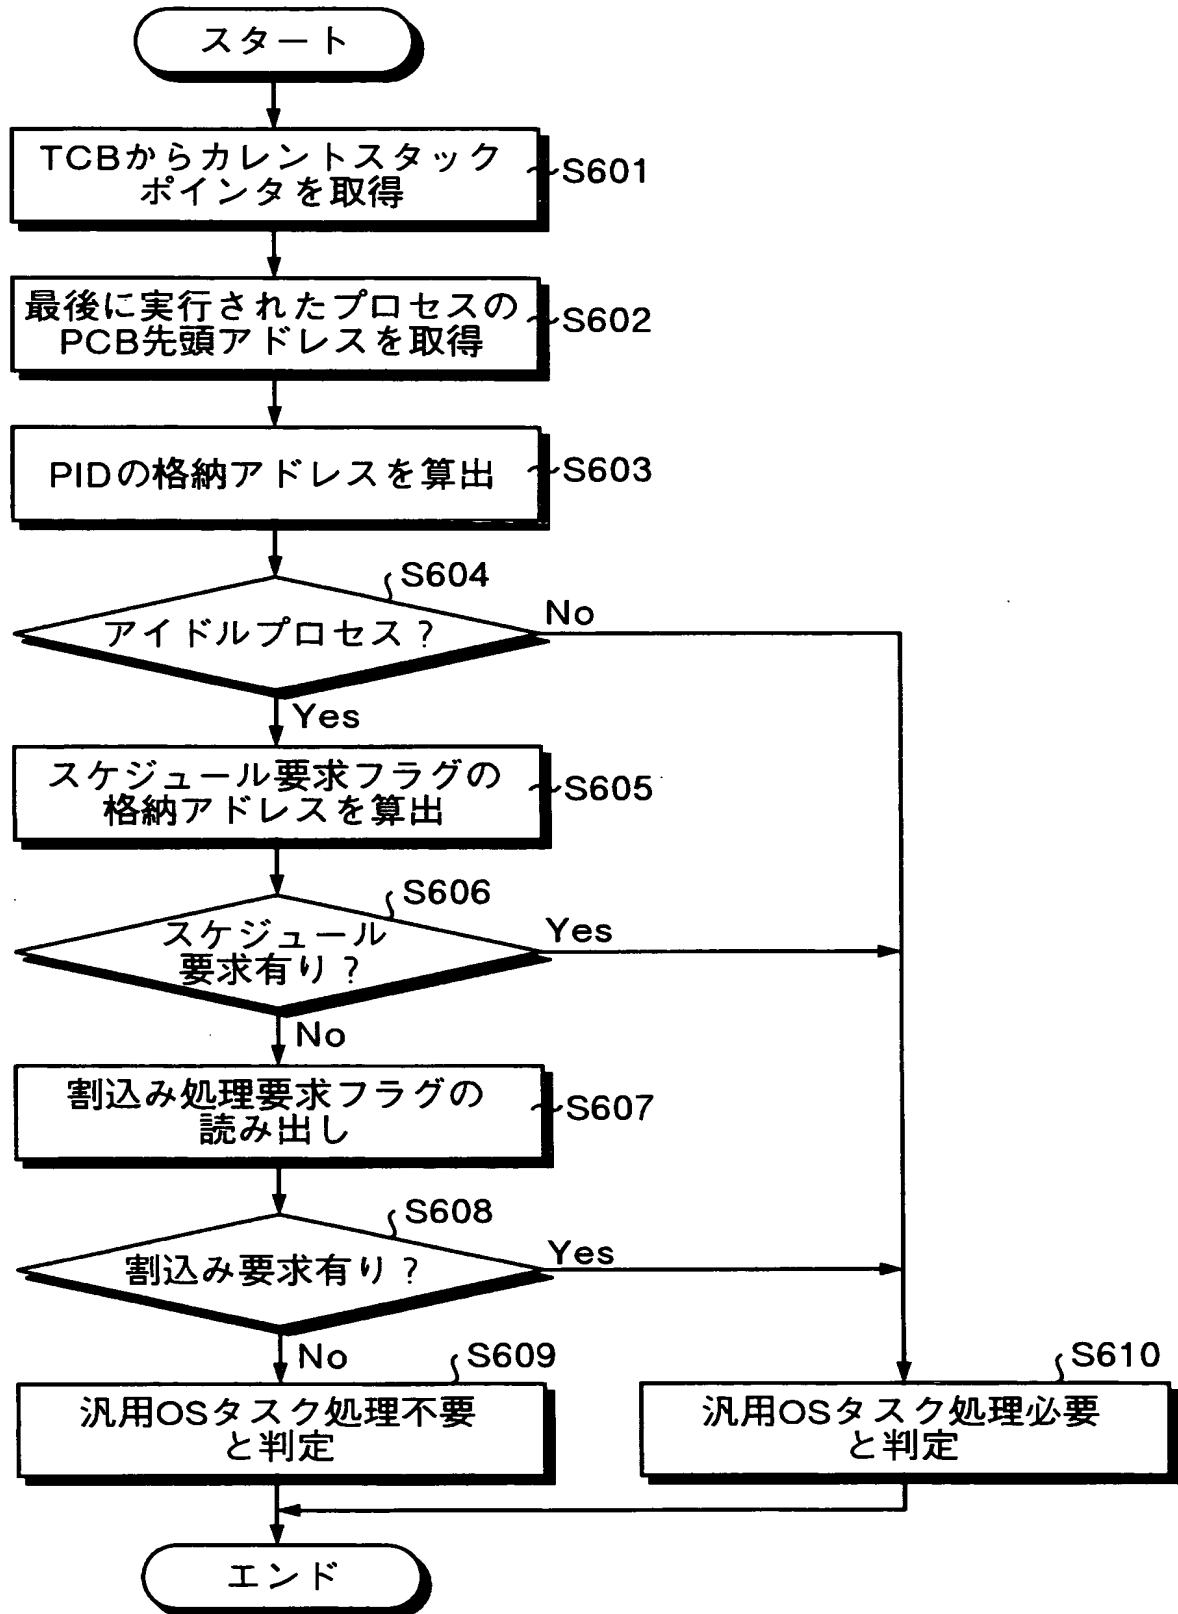 スタート
TCBからカレントスタック
ポインタを取得
S601
最後に実行されたプロセスの
PCB先頭アドレスを取得
S602
PIDの格納アドレスを算出
S603
S604
アイドルプロセス？
No
Yes
スケジュール要求フラグの
格納アドレスを算出
S605
S606
スケジュール
要求有り？
Yes
No
割込み処理要求フラグの
読み出し
S607
S608
割込み要求有り？
Yes
No
S609
汎用OSタスク処理不要
と判定
S610
汎用OSタスク処理必要
と判定
エンド